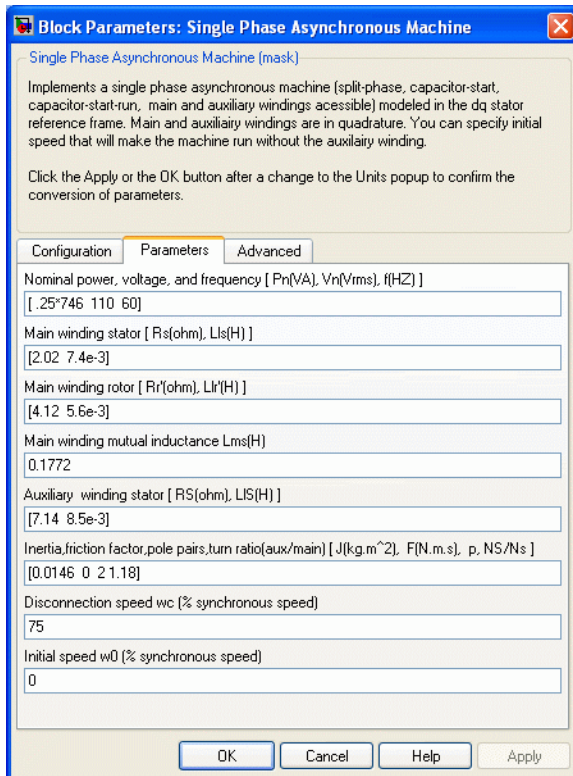 Block Parameters: Single Phase Asynchronous Machine
Single Phase Asynchronous Machine (mask)
Implements a single phase asynchronous machine (split-phase, capacitor-start,
capacitor-start-run, main and auxiliary windings acessible) modeled in the dq stator
reference frame. Main and auxiliairy windings are in quadrature. You can specify initial
speed that will make the machine run without the auxilairy winding.
Click the Apply or the OK button after a change to the Units popup to confirm the
conversion of parameters.
Configuration Parameters Advanced
Nominal power, voltage, and frequency [ Pn(VA), Vn(Vrms), f(HZ) ]
[ .25*746 110 60]
Main winding stator [ Rs(ohm), Lls(H) ]
[2.02 7.4e-3]
Main winding rotor [ Rr'(ohm), Llr'(H) ]
[4.12 5.6e-3]
Main winding mutual inductance Lms(H)
0.1772
Auxiliary winding stator [ RS(ohm), LlS(H) ]
[7.14 8.5e-3]
Inertia,friction factor,pole pairs,turn ratio(aux/main) [ J(kg.m^2), F(N.m.s), p, NS/Ns ]
[0.0146 0 2 1.18]
Disconnection speed wc (% synchronous speed)
75
Initial speed w0 (% synchronous speed)
0
OK Cancel Help Apply